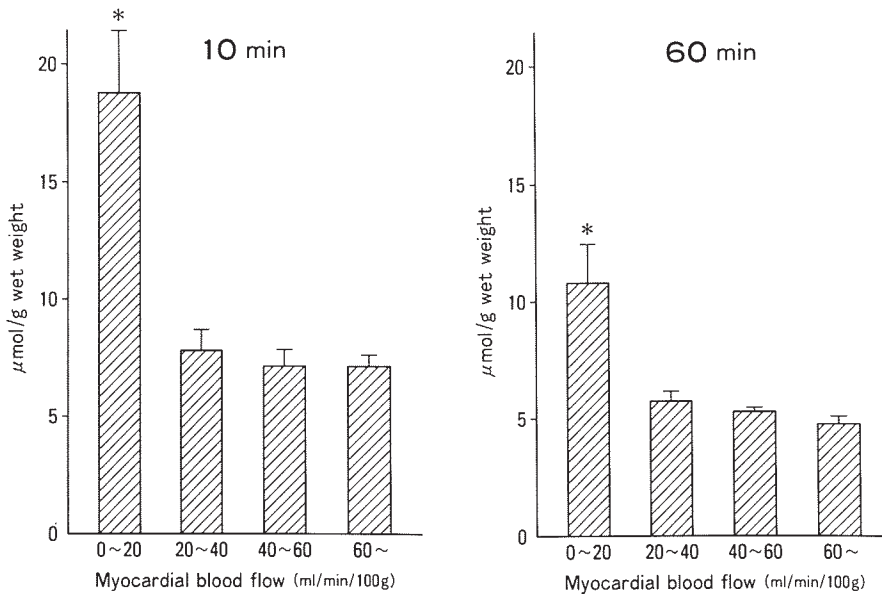 *
10 min
20
15
10
5
0
μmol/g wet weight
0~20 20~40 40~60 60~
Myocardial blood flow (ml/min/100g)
60 min
20
15
*
10
5
0
μmol/g wet weight
0~20 20~40 40~60 60~
Myocardial blood flow (ml/min/100g)